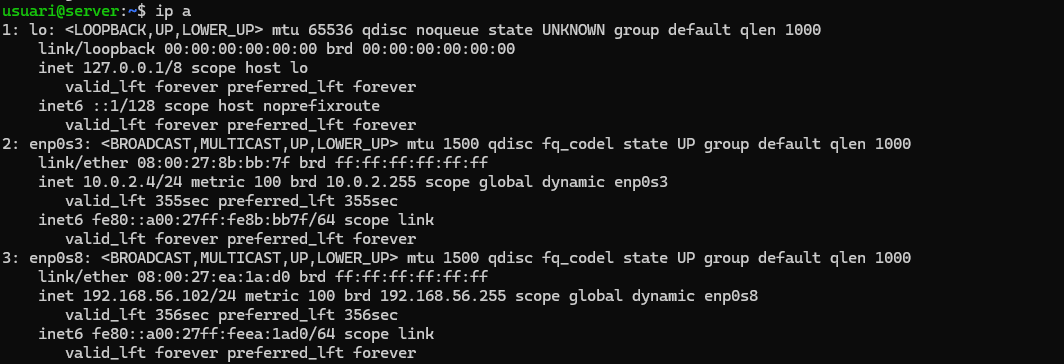 usuari@server:~$ ip a
1: lo: <LOOPBACK,UP,LOWER_UP> mtu 65536 qdisc noqueue state UNKNOWN group default qlen 1000
    link/loopback 00:00:00:00:00:00 brd 00:00:00:00:00:00
    inet 127.0.0.1/8 scope host lo
       valid_lft forever preferred_lft forever
    inet6 ::1/128 scope host noprefixroute
       valid_lft forever preferred_lft forever
2: enp0s3: <BROADCAST,MULTICAST,UP,LOWER_UP> mtu 1500 qdisc fq_codel state UP group default qlen 1000
    link/ether 08:00:27:8b:bb:7f brd ff:ff:ff:ff:ff:ff
    inet 10.0.2.4/24 metric 100 brd 10.0.2.255 scope global dynamic enp0s3
       valid_lft 355sec preferred_lft 355sec
    inet6 fe80::a00:27ff:fe8b:bb7f/64 scope link
       valid_lft forever preferred_lft forever
3: enp0s8: <BROADCAST,MULTICAST,UP,LOWER_UP> mtu 1500 qdisc fq_codel state UP group default qlen 1000
    link/ether 08:00:27:ea:1a:d0 brd ff:ff:ff:ff:ff:ff
    inet 192.168.56.102/24 metric 100 brd 192.168.56.255 scope global dynamic enp0s8
       valid_lft 356sec preferred_lft 356sec
    inet6 fe80::a00:27ff:feea:1ad0/64 scope link
       valid_lft forever preferred_lft forever